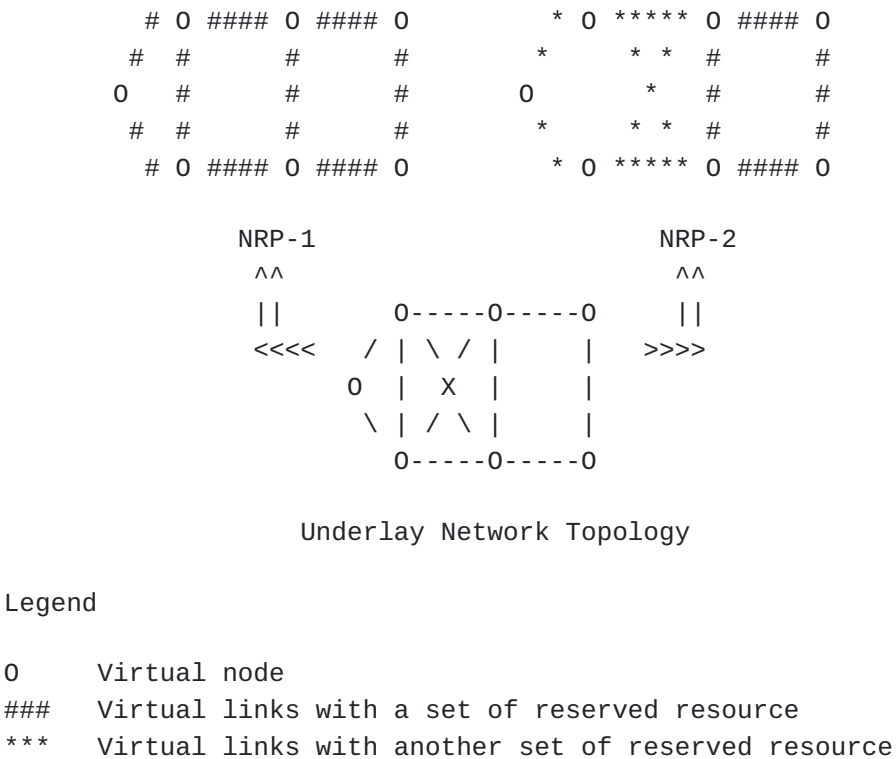 # O #### O #### O         * O ***** O #### O
# #      #      #        *     * *  #      #
O   #      #      #       O       *   #      #
# #      #      #        *     * *  #      #
# O #### O #### O         * O ***** O #### O
NRP-1                      NRP-2
^^                         ^^
||       O-----O-----O     ||
<<<<   / | \ / |     |   >>>>
O  |  X  |     |
\ | / \ |     |
O-----O-----O
Underlay Network Topology
Legend
O     Virtual node
###   Virtual links with a set of reserved resource
***   Virtual links with another set of reserved resource